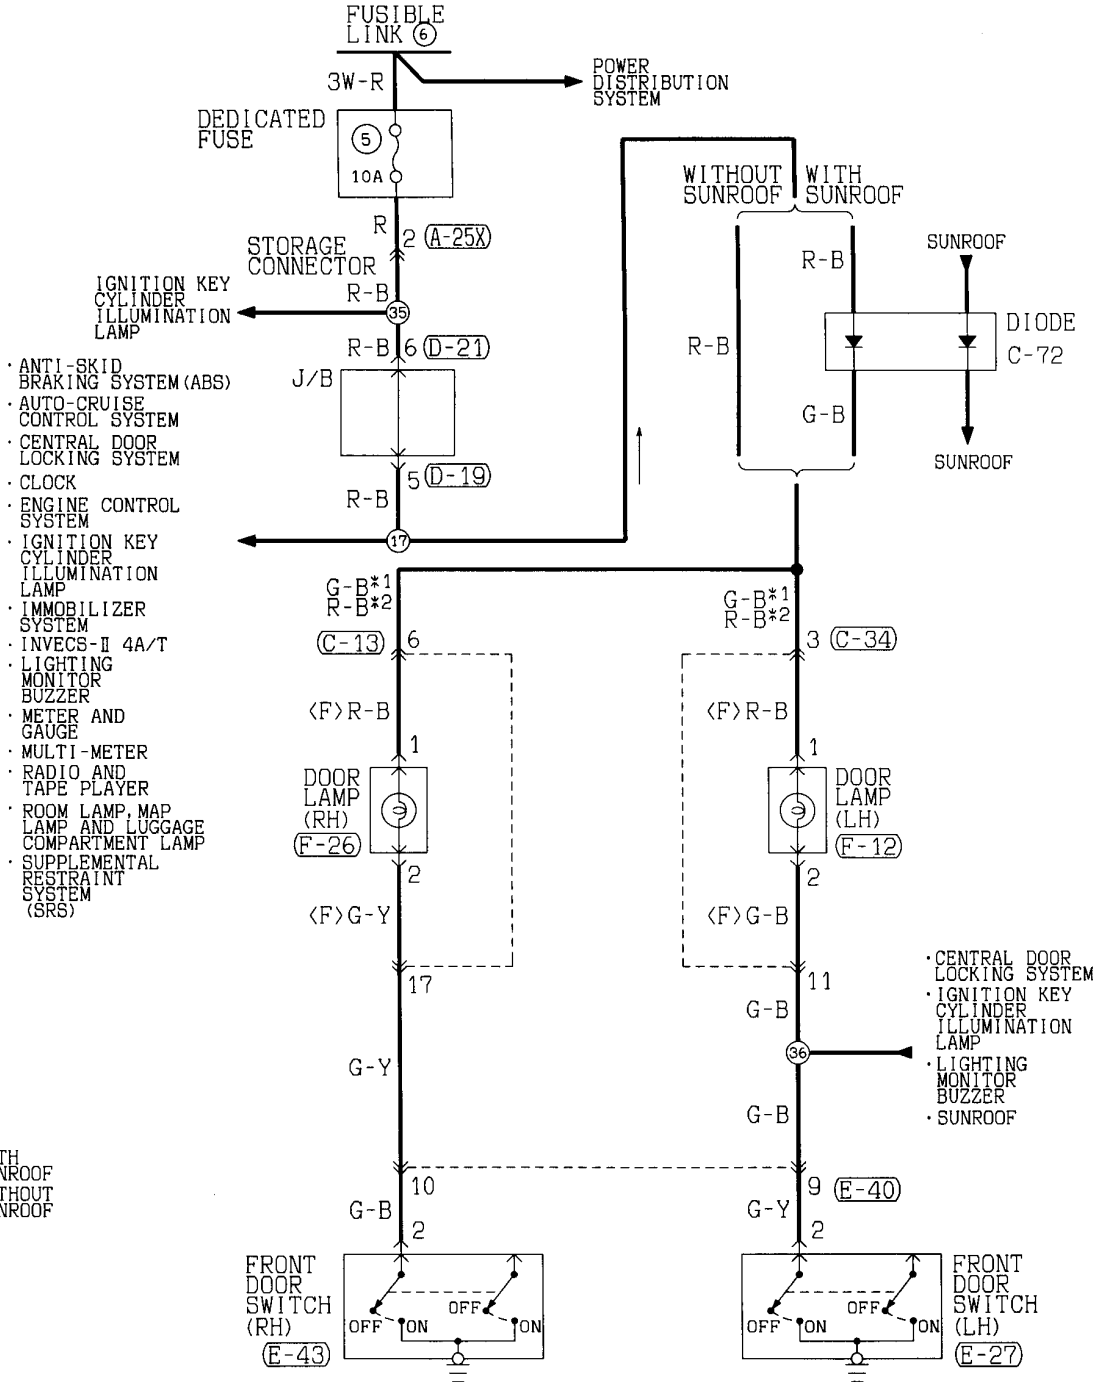 FUSIBLE
LINK ⑥
3W-R
POWER
DISTRIBUTION
SYSTEM
DEDICATED
FUSE
5
10A
R
2
A-25X
STORAGE
CONNECTOR
R-B
35
IGNITION KEY
CYLINDER
ILLUMINATION
LAMP
R-B
6
D-21
J/B
5
D-19
R-B
17
WITHOUT
SUNROOF
WITH
SUNROOF
R-B
R-B
SUNROOF
DIODE
C-72
G-B
SUNROOF
· ANTI-SKID
BRAKING SYSTEM(ABS)
· AUTO-CRUISE
CONTROL SYSTEM
· CENTRAL DOOR
LOCKING SYSTEM
· CLOCK
· ENGINE CONTROL
SYSTEM
· IGNITION KEY
CYLINDER
ILLUMINATION
LAMP
· IMMOBILIZER
SYSTEM
· INVECS-Ⅱ 4A/T
· LIGHTING
MONITOR
BUZZER
· METER AND
GAUGE
· MULTI-METER
· RADIO AND
TAPE PLAYER
· ROOM LAMP,MAP
LAMP AND LUGGAGE
COMPARTMENT LAMP
· SUPPLEMENTAL
RESTRAINT
SYSTEM
(SRS)
G-B*1
R-B*2
C-13
6
<F>R-B
1
DOOR
LAMP
(RH)
F-26
2
<F>G-Y
17
G-Y
10
G-B
2
FRONT
DOOR
SWITCH
(RH)
E-43
OFF
ON
OFF
ON
G-B*1
R-B*2
3
C-34
<F>R-B
1
DOOR
LAMP
(LH)
F-12
2
<F>G-B
11
G-B
36
· CENTRAL DOOR
LOCKING SYSTEM
· IGNITION KEY
CYLINDER
ILLUMINATION
LAMP
· LIGHTING
MONITOR
BUZZER
· SUNROOF
G-B
9
E-40
G-Y
2
FRONT
DOOR
SWITCH
(LH)
E-27
OFF
ON
OFF
ON
TH
NROOF
THOUT
NROOF